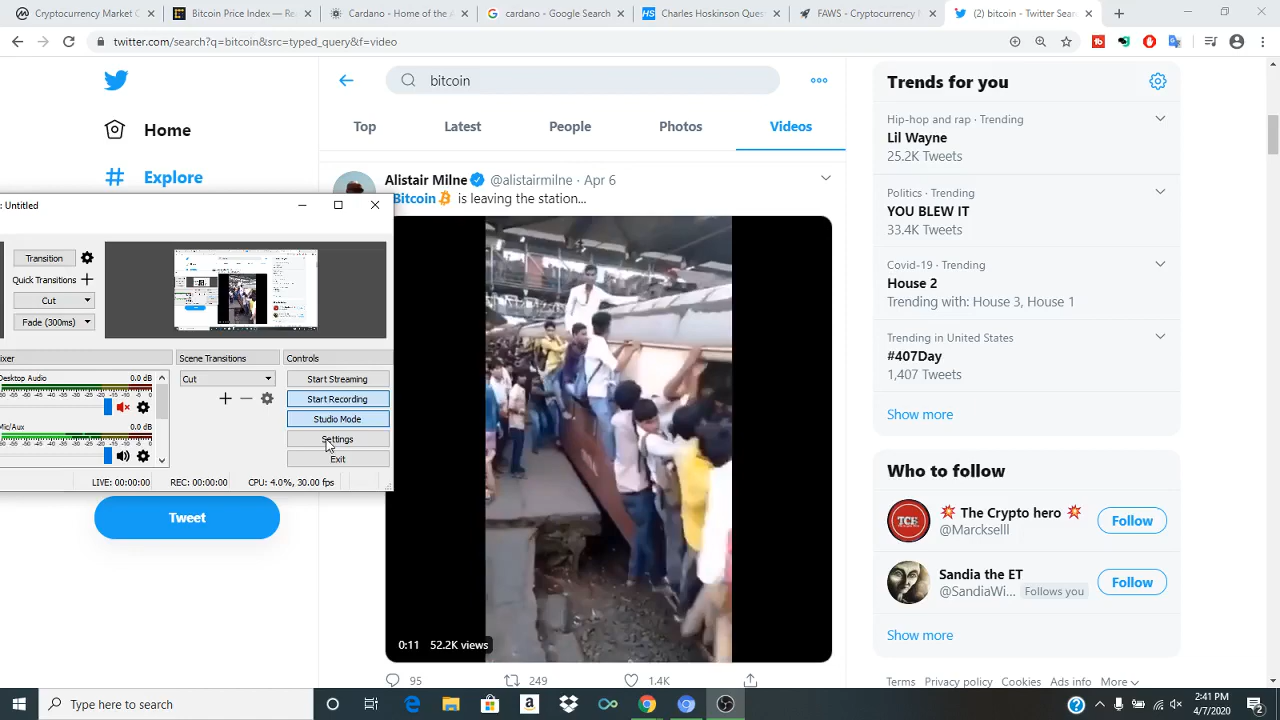 Cryptocurrency Market C
Bitcoin Price Index — Re
Cardano - Home of the A
cardano - Google Search
Charles Hoskinson Ques
FAWS - Cryptocurrency
(2) bitcoin - Twitter Sear
twitter.com/search?q=bitcoin&src=typed_query&f=video
bitcoin
Home
Explore
Top
Latest
People
Photos
Videos
Alistair Milne @alistairmilne · Apr 6
Bitcoin is leaving the station...
0:11 52.2K views
95
249
1.4K
Tweet
: Untitled
Transition
Quick Transitions
Cut
Fade (300ms)
ixer
Scene Transitions
Controls
Desktop Audio
0.0 dB
Cut
Start Streaming
Start Recording
Mic/Aux
0.0 dB
Studio Mode
Settings
Exit
LIVE: 00:00:00
REC: 00:00:00
CPU: 4.0%, 30.00 fps
Trends for you
Hip-hop and rap · Trending
Lil Wayne
25.2K Tweets
Politics · Trending
YOU BLEW IT
33.4K Tweets
Covid-19 · Trending
House 2
Trending with: House 3, House 1
Trending in United States
#407Day
1,407 Tweets
Show more
Who to follow
The Crypto hero
@Marckselll
Follow
TCE
Sandia the ET
@SandiaWi... Follows you
Follow
Show more
Terms Privacy policy Cookies Ads info More
Type here to search
2:41 PM
4/7/2020